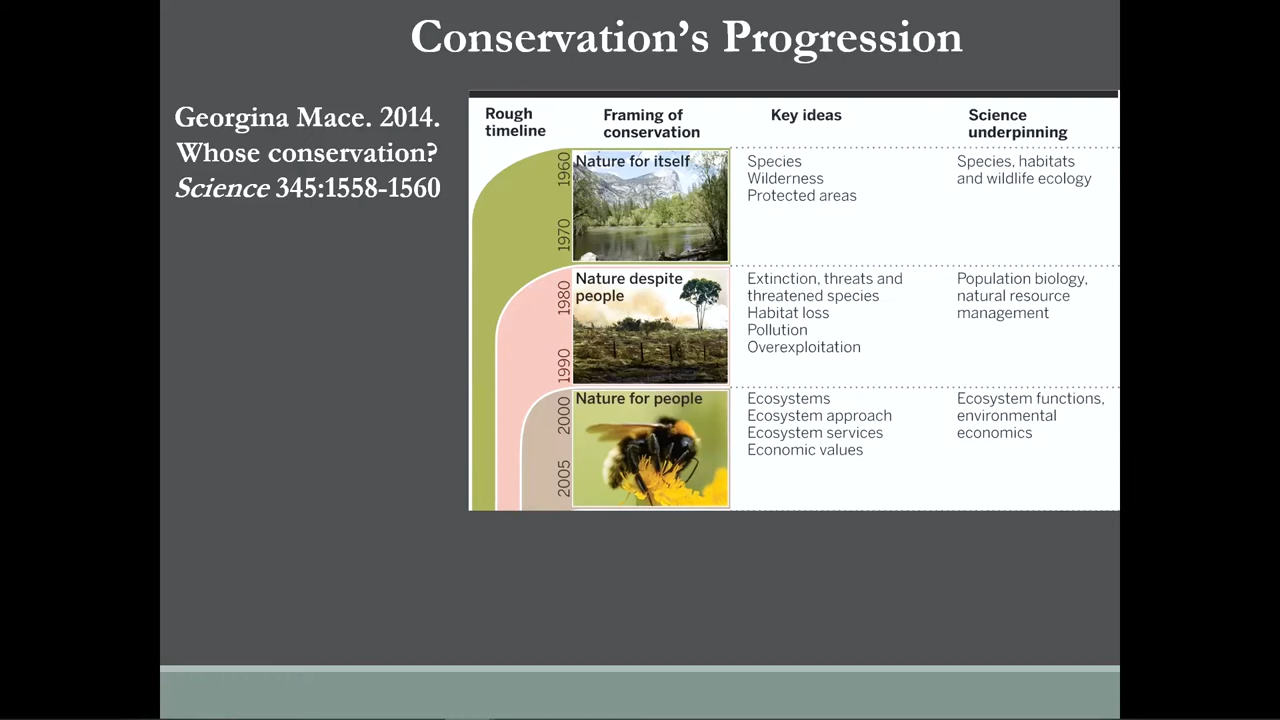 Conservation’s Progression
Georgina Mace. 2014.
Whose conservation?
Science 345:1558-1560
Rough
timeline
Framing of
conservation
Key ideas
Science
underpinning
1960
1970
Nature for itself
Species
Wilderness
Protected areas
Species, habitats
and wildlife ecology
1980
1990
Nature despite
people
Extinction, threats and
threatened species
Habitat loss
Pollution
Overexploitation
Population biology,
natural resource
management
2000
2005
Nature for people
Ecosystems
Ecosystem approach
Ecosystem services
Economic values
Ecosystem functions,
environmental
economics